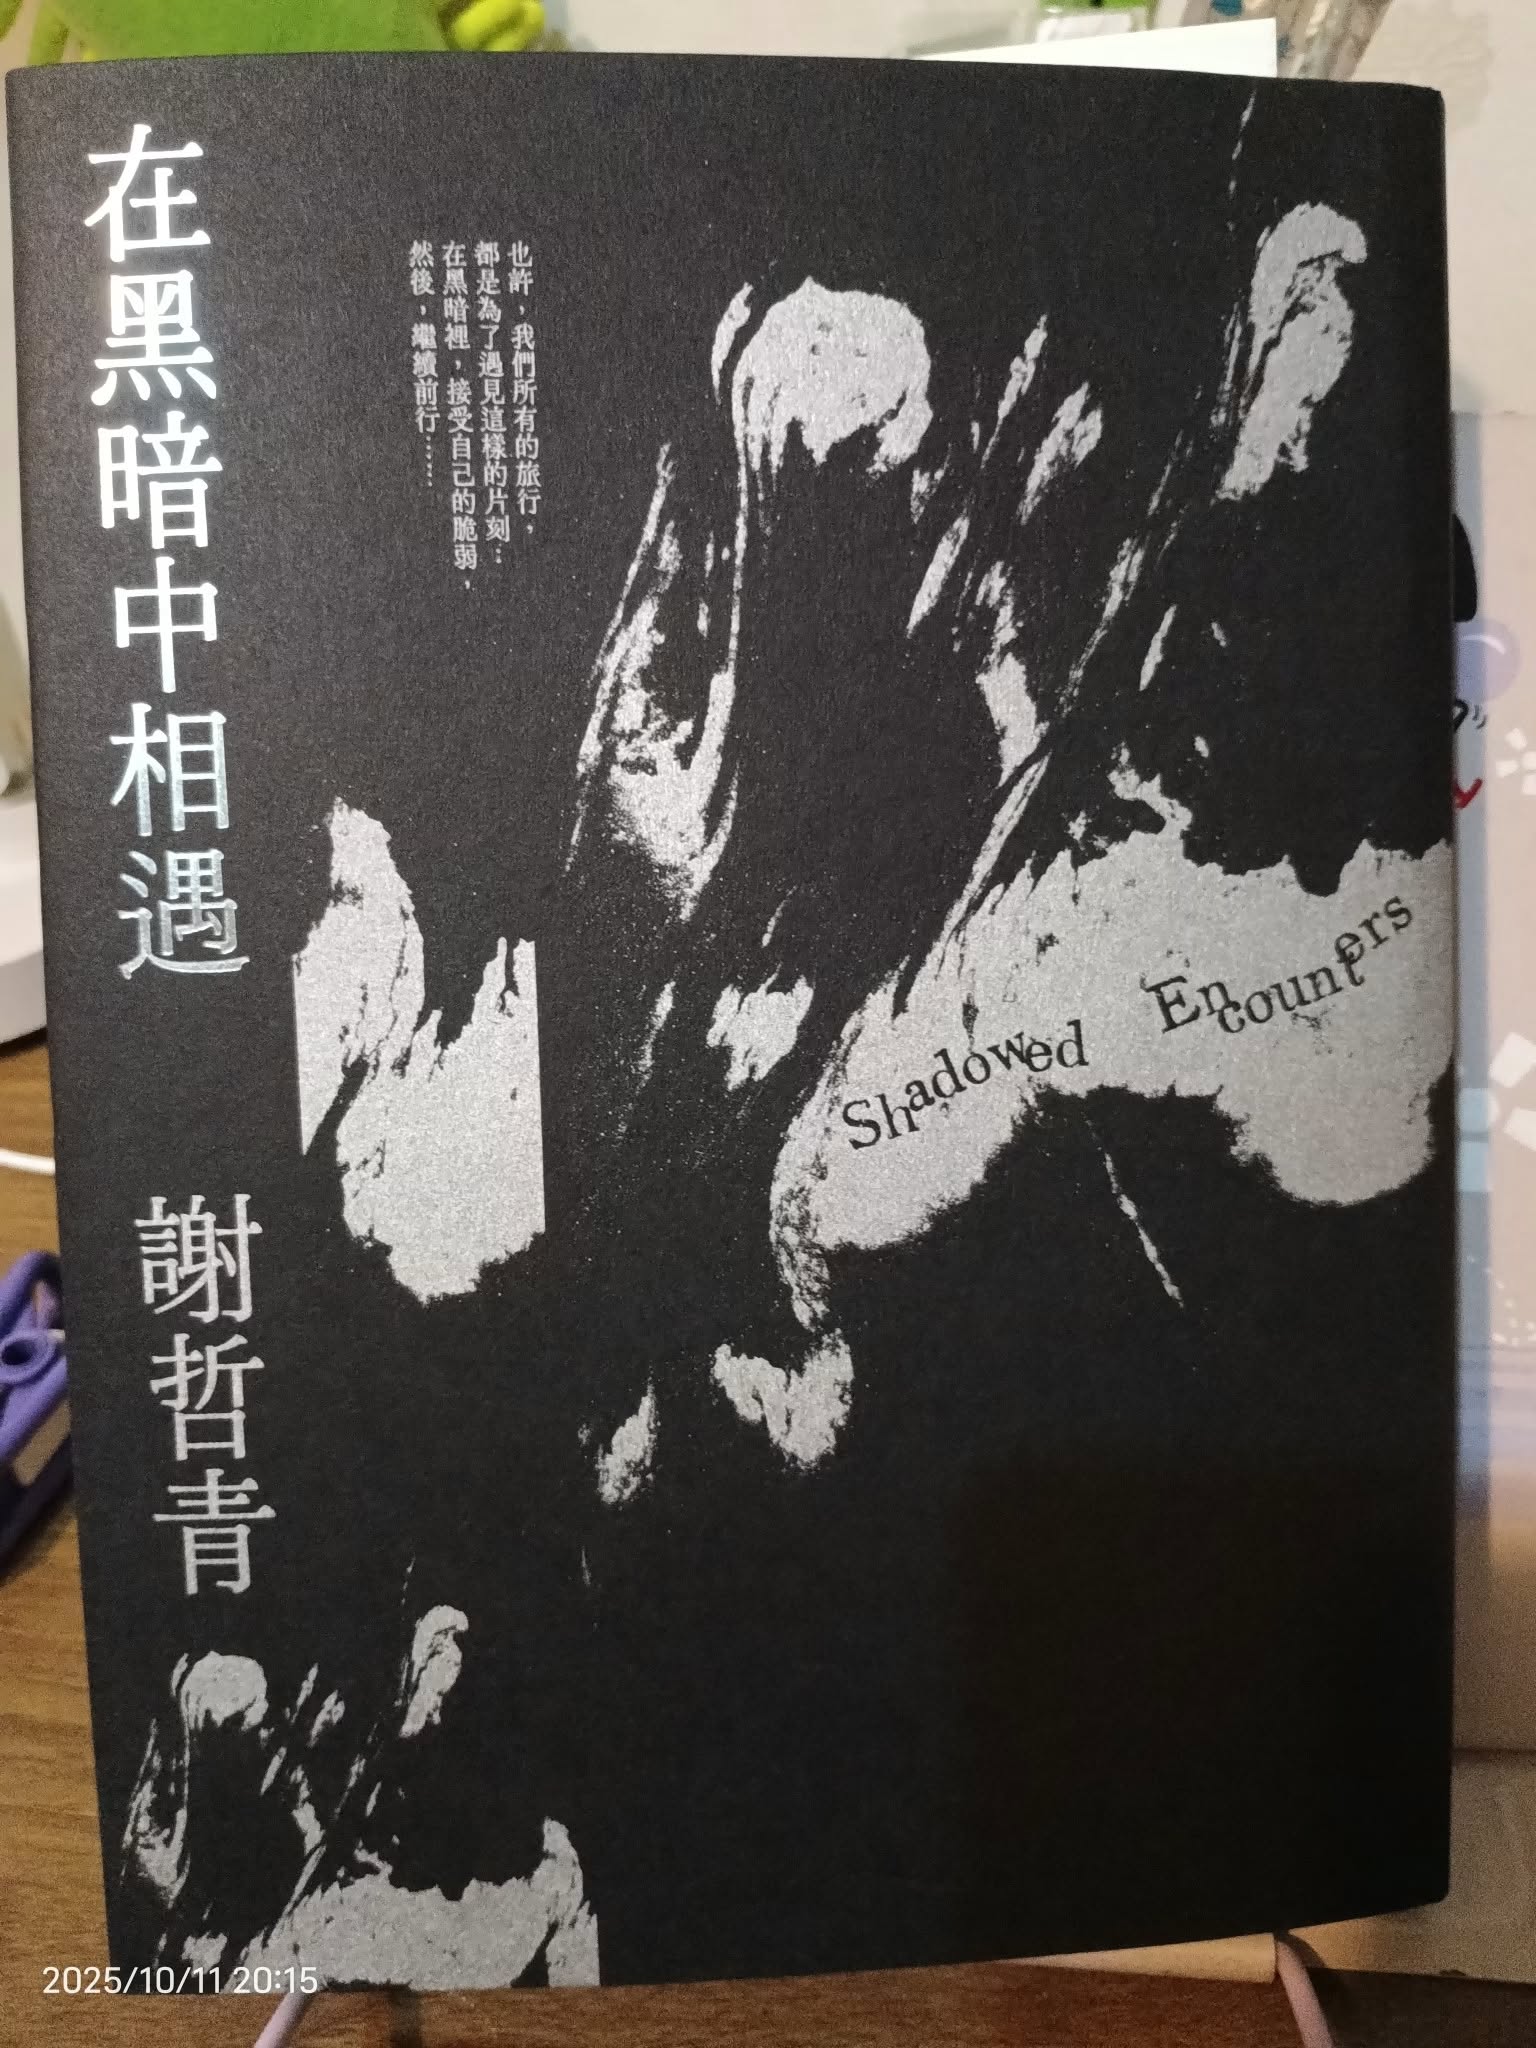 在黑暗中相遇
也許，我們所有的旅行，
都是為了遇見這樣的片刻：
在黑暗裡，接受自己的脆弱，
然後，繼續前行……
Shadowed Encounters
謝哲青
2025/10/11 20:15